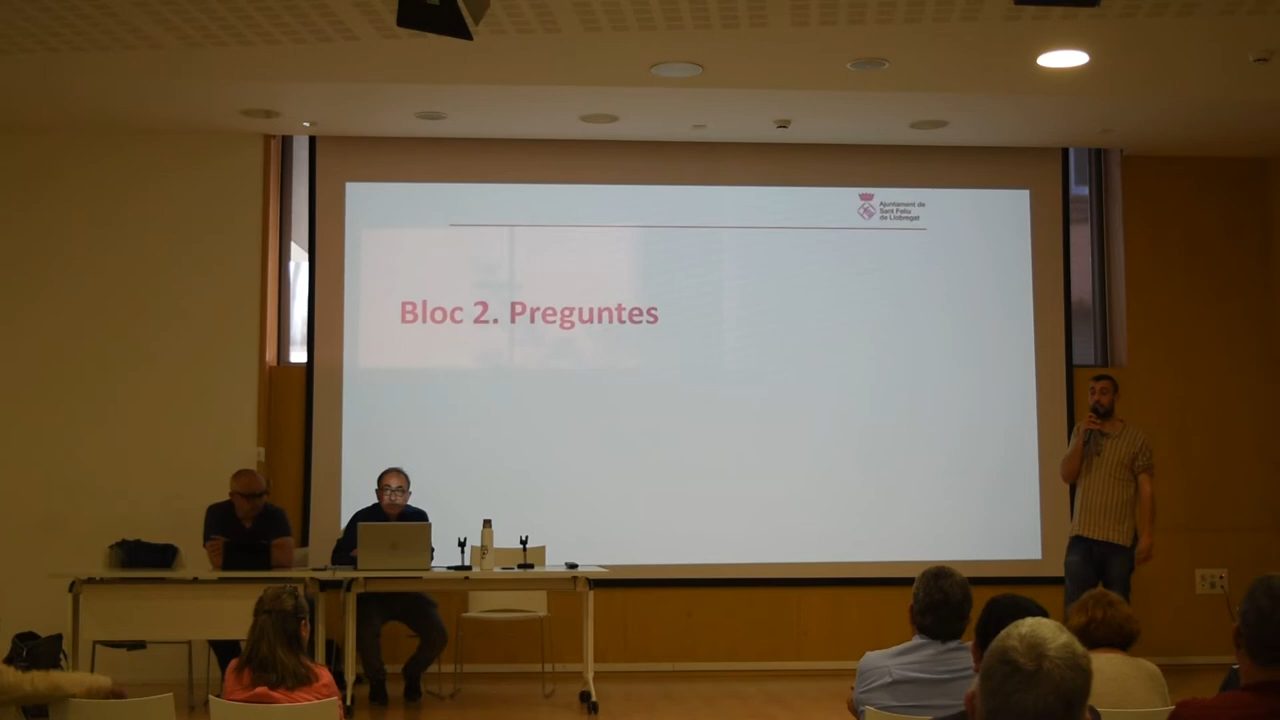 Ajuntament de
Sant Feliu
de Llobregat
Bloc 2. Preguntes